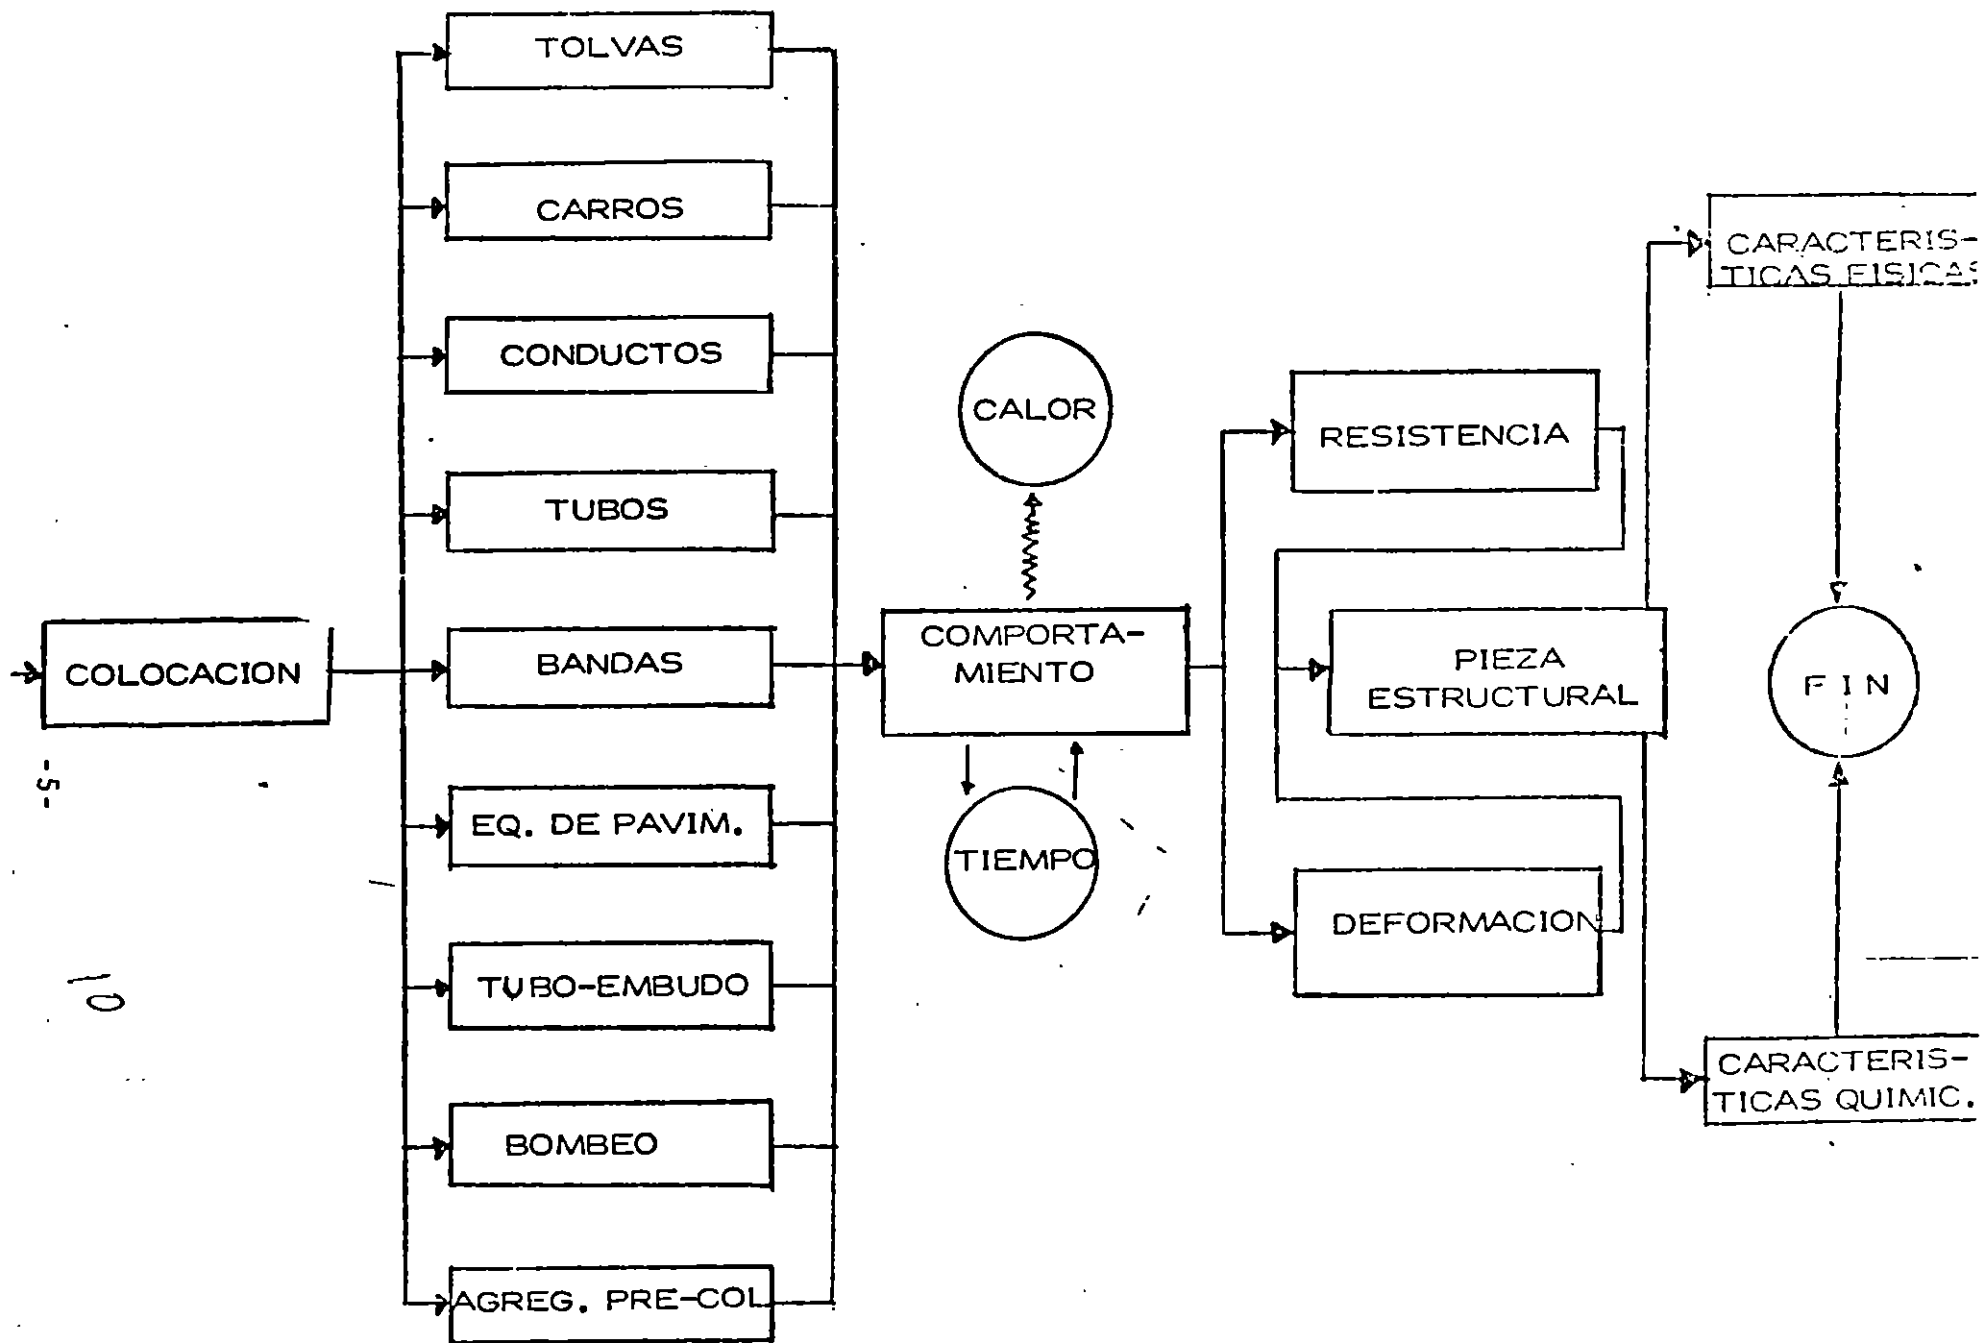 TOLVAS
CARROS
CONDUCTOS
TUBOS
BANDAS
EQ. DE PAVIM.
TUBO-EMBUDO
BOMBEO
AGREG. PRE-COL
COLOCACION
CALOR
COMPORTA-
MIENTO
TIEMPO
RESISTENCIA
PIEZA
ESTRUCTURAL
DEFORMACION
CARACTERIS-
TICAS FISICAS
FIN
CARACTERIS-
TICAS QUIMIC.
-5-
10